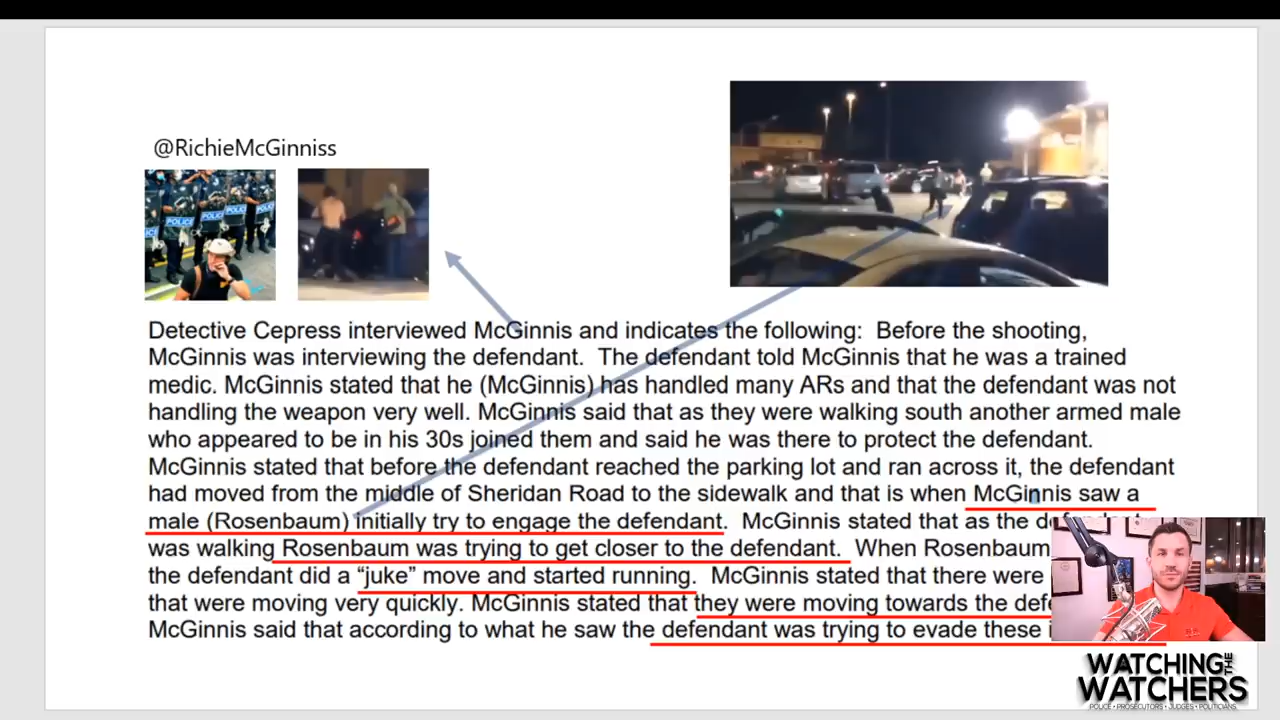 @RichieMcGinniss
POLICE POLICE POLICE POLICE
Detective Cepress interviewed McGinnis and indicates the following: Before the shooting,
McGinnis was interviewing the defendant. The defendant told McGinnis that he was a trained
medic. McGinnis stated that he (McGinnis) has handled many ARs and that the defendant was not
handling the weapon very well. McGinnis said that as they were walking south another armed male
who appeared to be in his 30s joined them and said he was there to protect the defendant.
McGinnis stated that before the defendant reached the parking lot and ran across it, the defendant
had moved from the middle of Sheridan Road to the sidewalk and that is when McGinnis saw a
male (Rosenbaum) initially try to engage the defendant. McGinnis stated that as the
was walking Rosenbaum was trying to get closer to the defendant. When Rosenbaum
the defendant did a “juke” move and started running. McGinnis stated that there were
that were moving very quickly. McGinnis stated that they were moving towards the
McGinnis said that according to what he saw the defendant was trying to evade these
WATCHING THE
WATCHERS
POLICE • PROSECUTORS • JUDGES • POLITICIANS